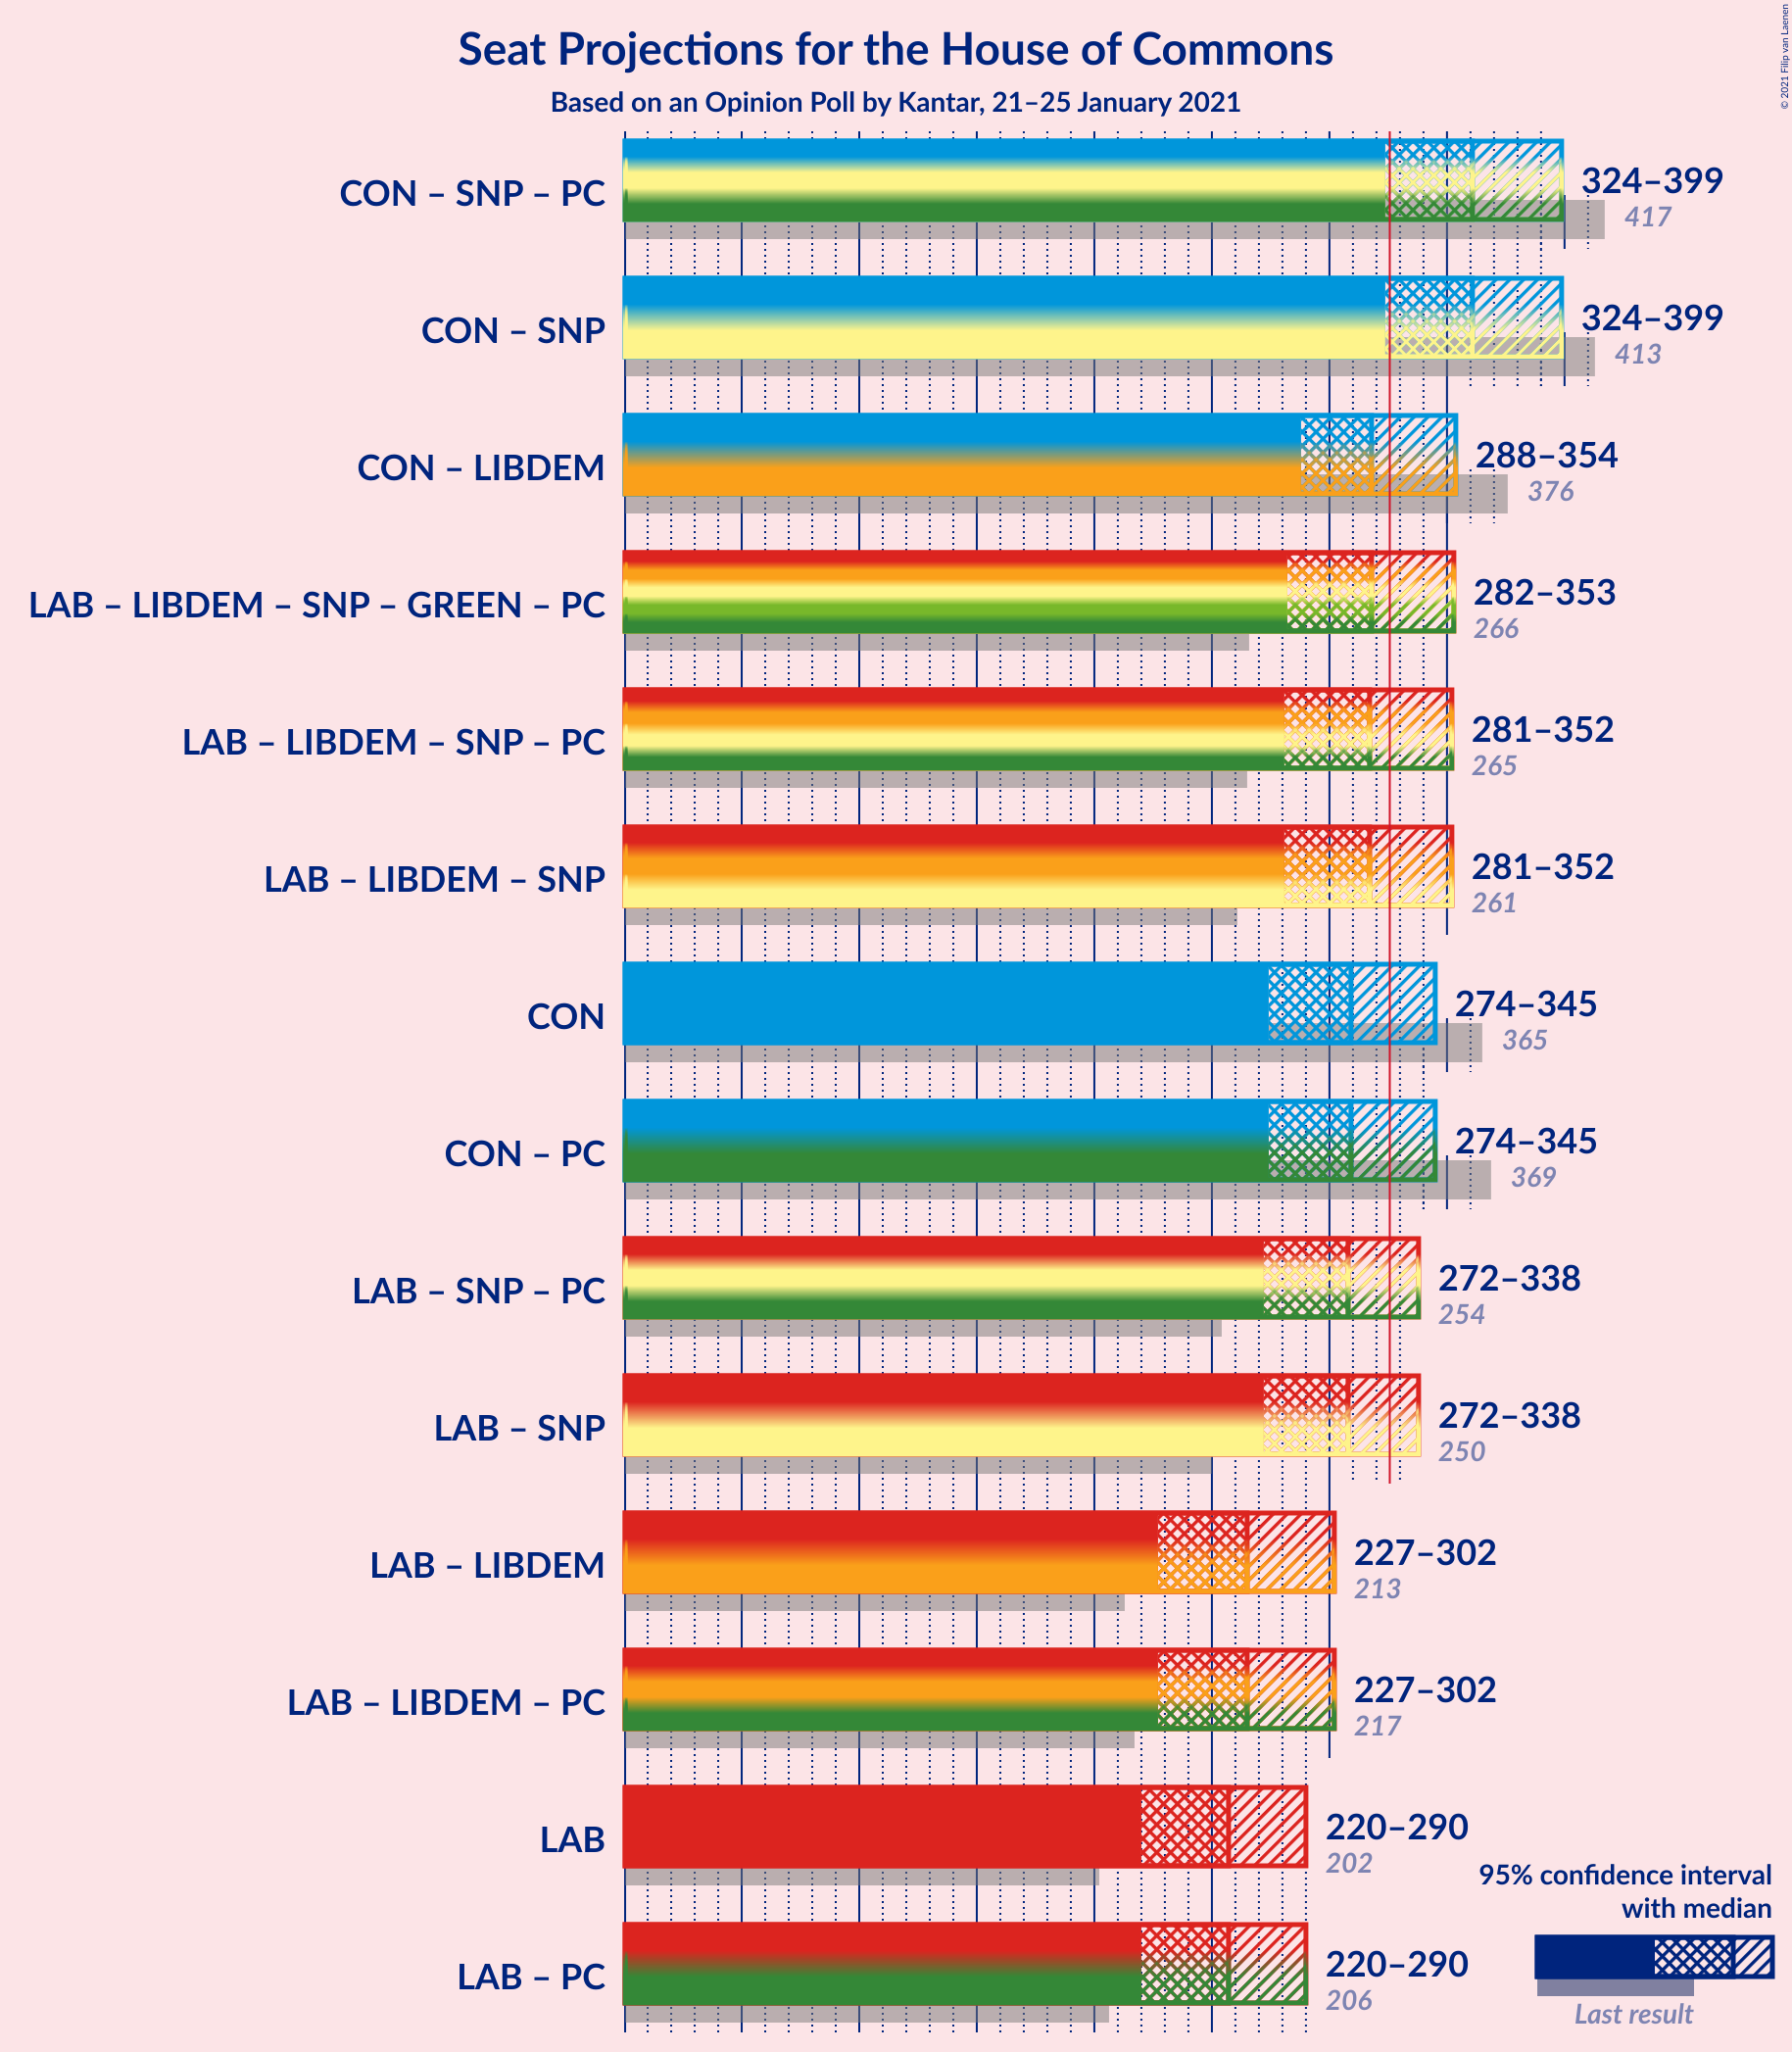 Seat Projections for the House of Commons
Based on an Opinion Poll by Kantar, 21–25 January 2021
© 2021 Filip van Laenen
CON – SNP – PC
324–399
417
CON – SNP
324–399
413
CON – LIBDEM
288–354
376
LAB – LIBDEM – SNP – GREEN – PC
282–353
266
LAB – LIBDEM – SNP – PC
281–352
265
LAB – LIBDEM – SNP
281–352
261
CON
274–345
365
CON – PC
274–345
369
LAB – SNP – PC
272–338
254
LAB – SNP
272–338
250
LAB – LIBDEM
227–302
213
LAB – LIBDEM – PC
227–302
217
LAB
220–290
202
LAB – PC
220–290
206
95% confidence interval
with median
Last result